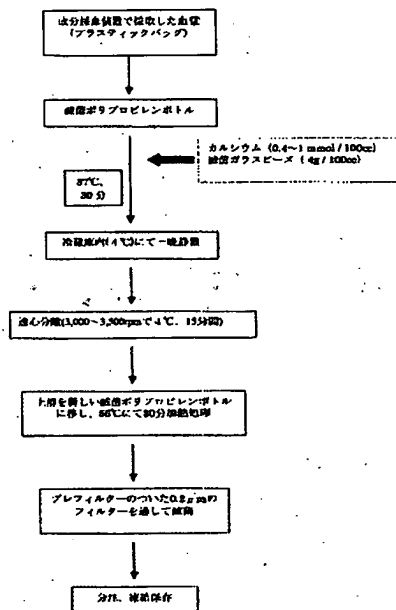 成分採血装置で採取した血漿
(プラスティックバッグ)
滅菌ポリプロピレンボトル
カルシウム (0.4～1 mmol / 100cc)
滅菌ガラスビーズ ( 4g / 100cc)
37℃、
30 分
冷蔵庫内(4℃)にて一晩静置
遠心分離(3,000～3,500rpmで4℃、15分間)
上清を新しい滅菌ポリプロピレンボトル
に移し、56℃にて30分加熱処理
プレフィルターのついた0.2μmの
フィルターを通して滅菌
分注、凍結保存